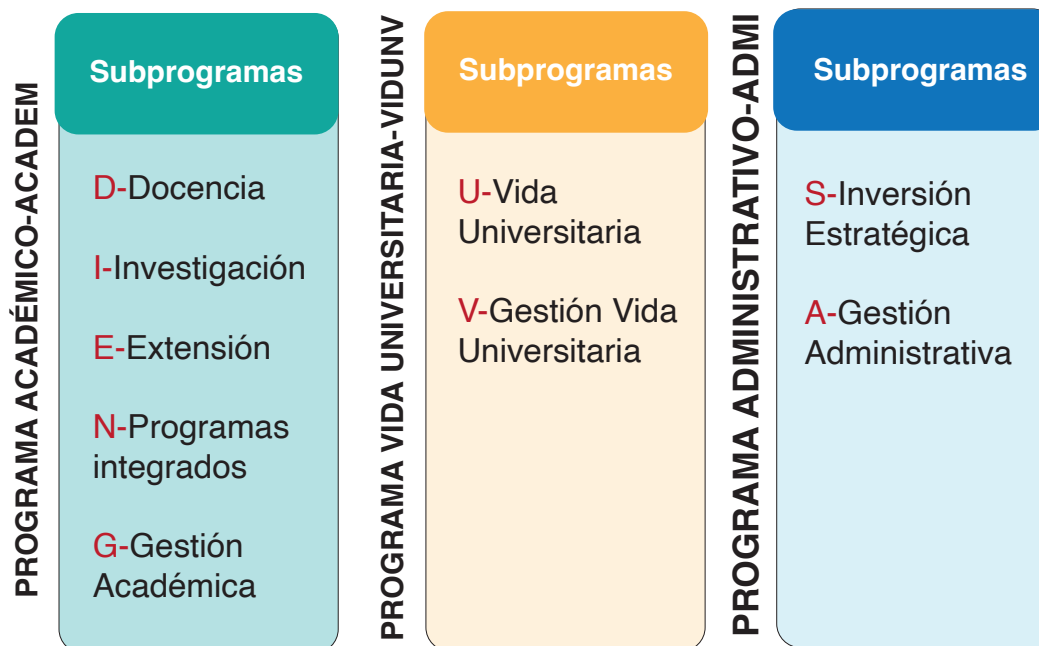 PROGRAMA ACADÉMICO-ACADEM
Subprogramas
D-Docencia
I-Investigación
E-Extensión
N-Programas
integrados
G-Gestión
Académica
PROGRAMA VIDA UNIVERSITARIA-VIDUNV
Subprogramas
U-Vida
Universitaria
V-Gestión Vida
Universitaria
PROGRAMA ADMINISTRATIVO-ADMI
Subprogramas
S-Inversión
Estratégica
A-Gestión
Administrativa